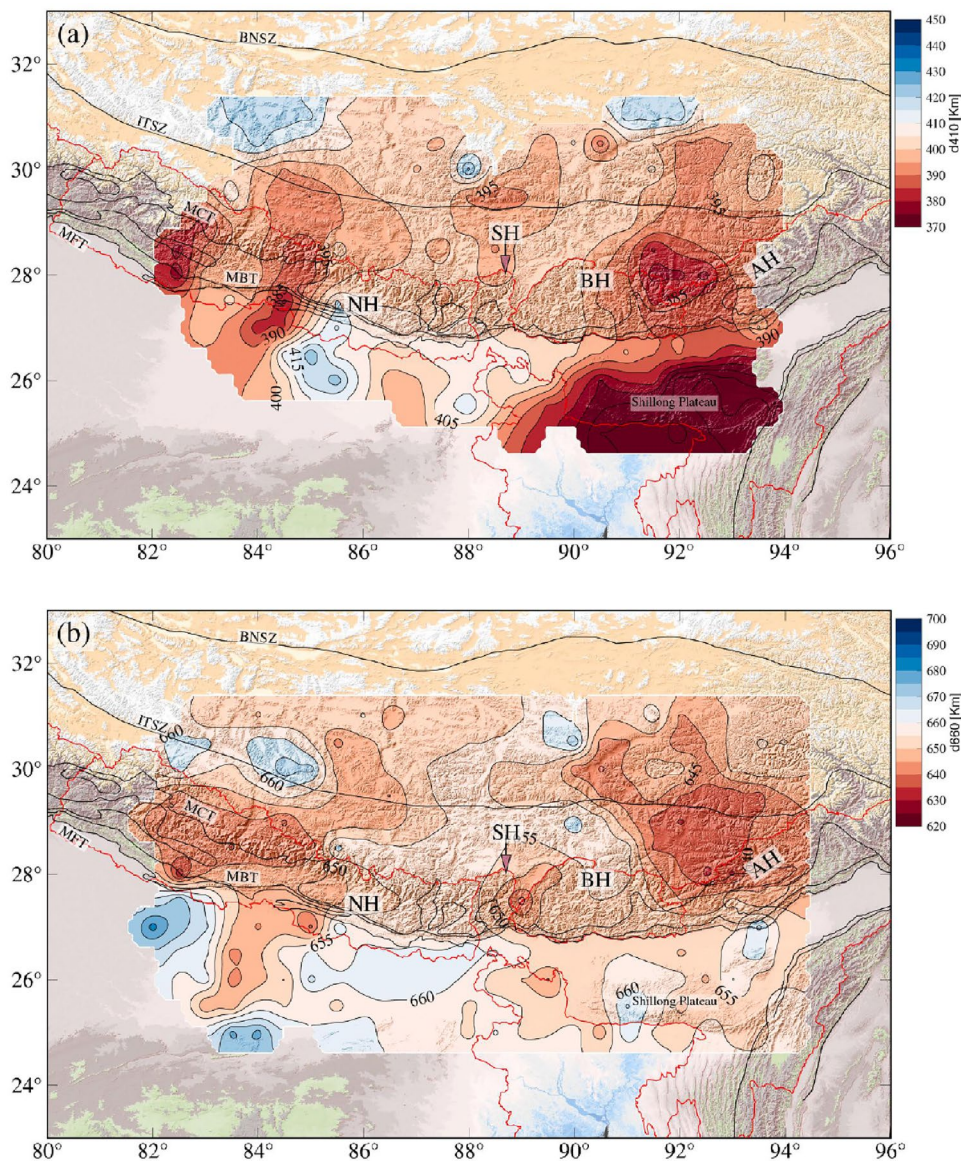 (a)
BNSZ
ITSZ
MCT
MFT
MBT
NH
SH
BH
AH
Shillong Plateau
395
395
390
390
415
400
405
32°
30°
28°
26°
24°
80° 82° 84° 86° 88° 90° 92° 94° 96°
450
440
430
420
410
400
390
380
370
d410 [Km]
(b)
BNSZ
ITSZ
660
660
645
MCT
MFT
MBT
650
NH
SH
55
BH
AH
655
660
660
655
Shillong Plateau
32°
30°
28°
26°
24°
80° 82° 84° 86° 88° 90° 92° 94° 96°
700
690
680
670
660
650
640
630
620
d660 [Km]